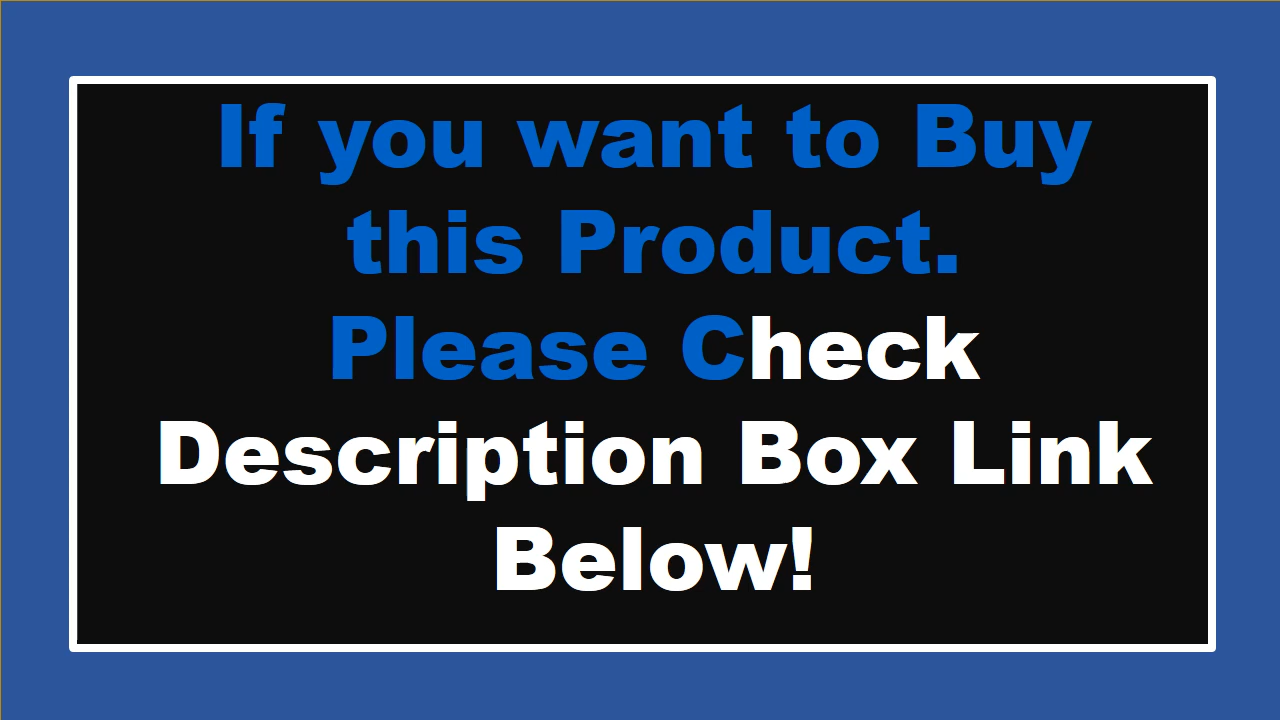 If you want to Buy
this Product.
Please Check
Description Box Link
Below!